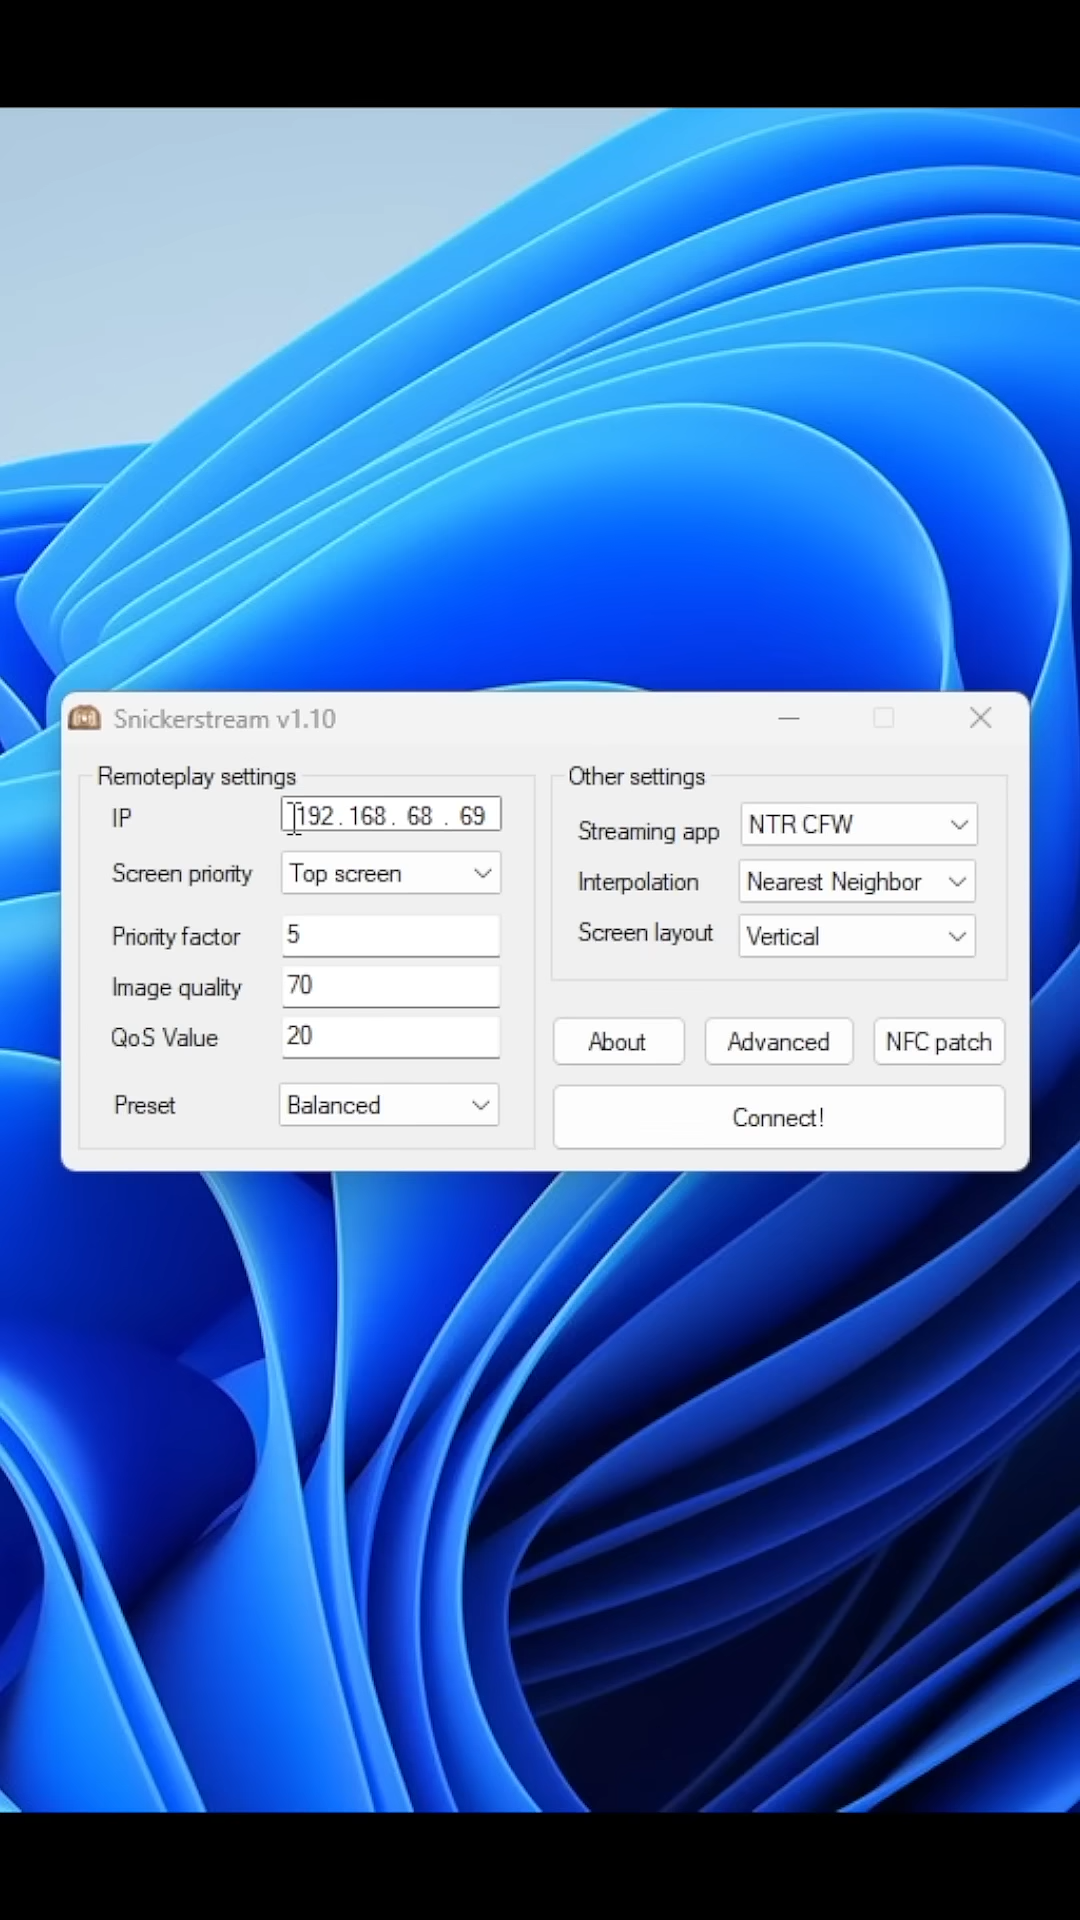 Snickerstream v1.10
Remoteplay settings
IP
192.168. 68 . 69
Screen priority
Top screen
Priority factor
5
Image quality
70
QoS Value
20
Preset
Balanced
Other settings
Streaming app
NTR CFW
Interpolation
Nearest Neighbor
Screen layout
Vertical
About
Advanced
NFC patch
Connect!